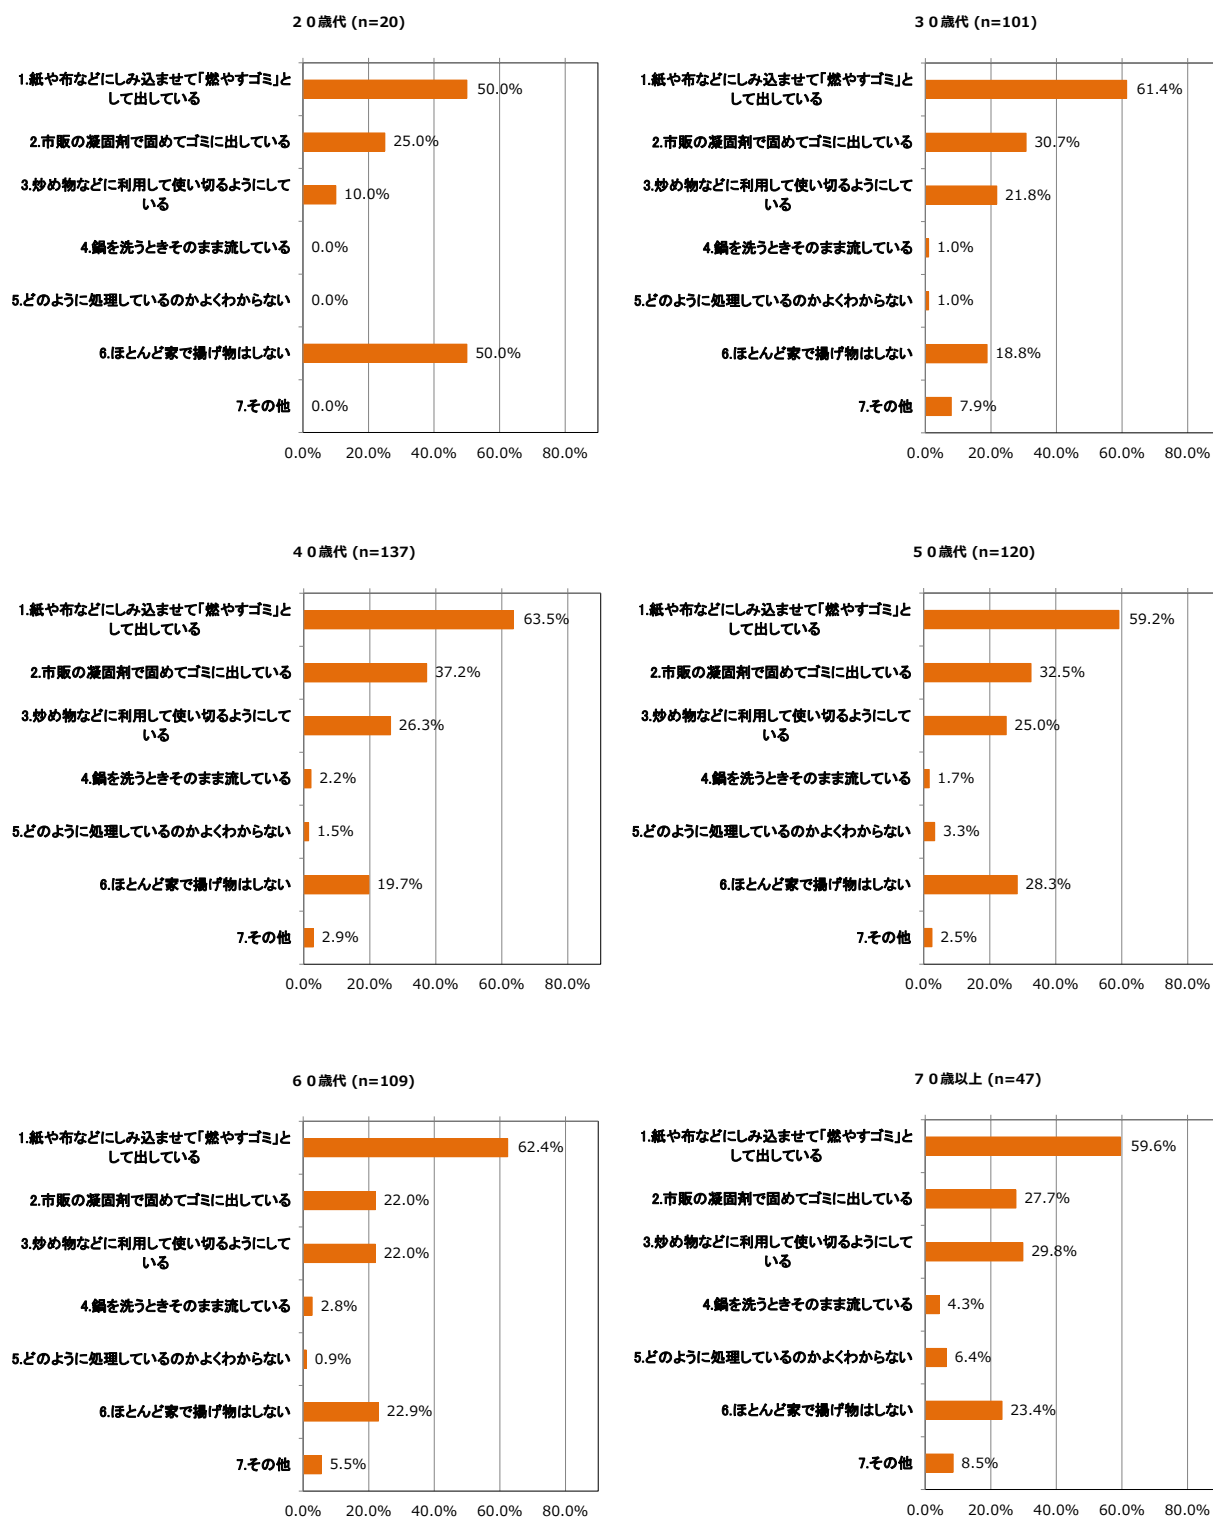 ２０歳代 (n=20)
1.紙や布などにしみ込ませて「燃やすゴミ」と
して出している
50.0%
2.市販の凝固剤で固めてゴミに出している
25.0%
3.炒め物などに利用して使い切るようにして
いる
10.0%
4.鍋を洗うときそのまま流している
0.0%
5.どのように処理しているのかよくわからない
0.0%
6.ほとんど家で揚げ物はしない
50.0%
7.その他
0.0%
0.0% 20.0% 40.0% 60.0% 80.0%
３０歳代 (n=101)
1.紙や布などにしみ込ませて「燃やすゴミ」と
して出している
61.4%
2.市販の凝固剤で固めてゴミに出している
30.7%
3.炒め物などに利用して使い切るようにして
いる
21.8%
4.鍋を洗うときそのまま流している
1.0%
5.どのように処理しているのかよくわからない
1.0%
6.ほとんど家で揚げ物はしない
18.8%
7.その他
7.9%
0.0% 20.0% 40.0% 60.0% 80.0%
４０歳代 (n=137)
1.紙や布などにしみ込ませて「燃やすゴミ」と
して出している
63.5%
2.市販の凝固剤で固めてゴミに出している
37.2%
3.炒め物などに利用して使い切るようにして
いる
26.3%
4.鍋を洗うときそのまま流している
2.2%
5.どのように処理しているのかよくわからない
1.5%
6.ほとんど家で揚げ物はしない
19.7%
7.その他
2.9%
0.0% 20.0% 40.0% 60.0% 80.0%
５０歳代 (n=120)
1.紙や布などにしみ込ませて「燃やすゴミ」と
して出している
59.2%
2.市販の凝固剤で固めてゴミに出している
32.5%
3.炒め物などに利用して使い切るようにして
いる
25.0%
4.鍋を洗うときそのまま流している
1.7%
5.どのように処理しているのかよくわからない
3.3%
6.ほとんど家で揚げ物はしない
28.3%
7.その他
2.5%
0.0% 20.0% 40.0% 60.0% 80.0%
６０歳代 (n=109)
1.紙や布などにしみ込ませて「燃やすゴミ」と
して出している
62.4%
2.市販の凝固剤で固めてゴミに出している
22.0%
3.炒め物などに利用して使い切るようにして
いる
22.0%
4.鍋を洗うときそのまま流している
2.8%
5.どのように処理しているのかよくわからない
0.9%
6.ほとんど家で揚げ物はしない
22.9%
7.その他
5.5%
0.0% 20.0% 40.0% 60.0% 80.0%
７０歳以上 (n=47)
1.紙や布などにしみ込ませて「燃やすゴミ」と
して出している
59.6%
2.市販の凝固剤で固めてゴミに出している
27.7%
3.炒め物などに利用して使い切るようにして
いる
29.8%
4.鍋を洗うときそのまま流している
4.3%
5.どのように処理しているのかよくわからない
6.4%
6.ほとんど家で揚げ物はしない
23.4%
7.その他
8.5%
0.0% 20.0% 40.0% 60.0% 80.0%